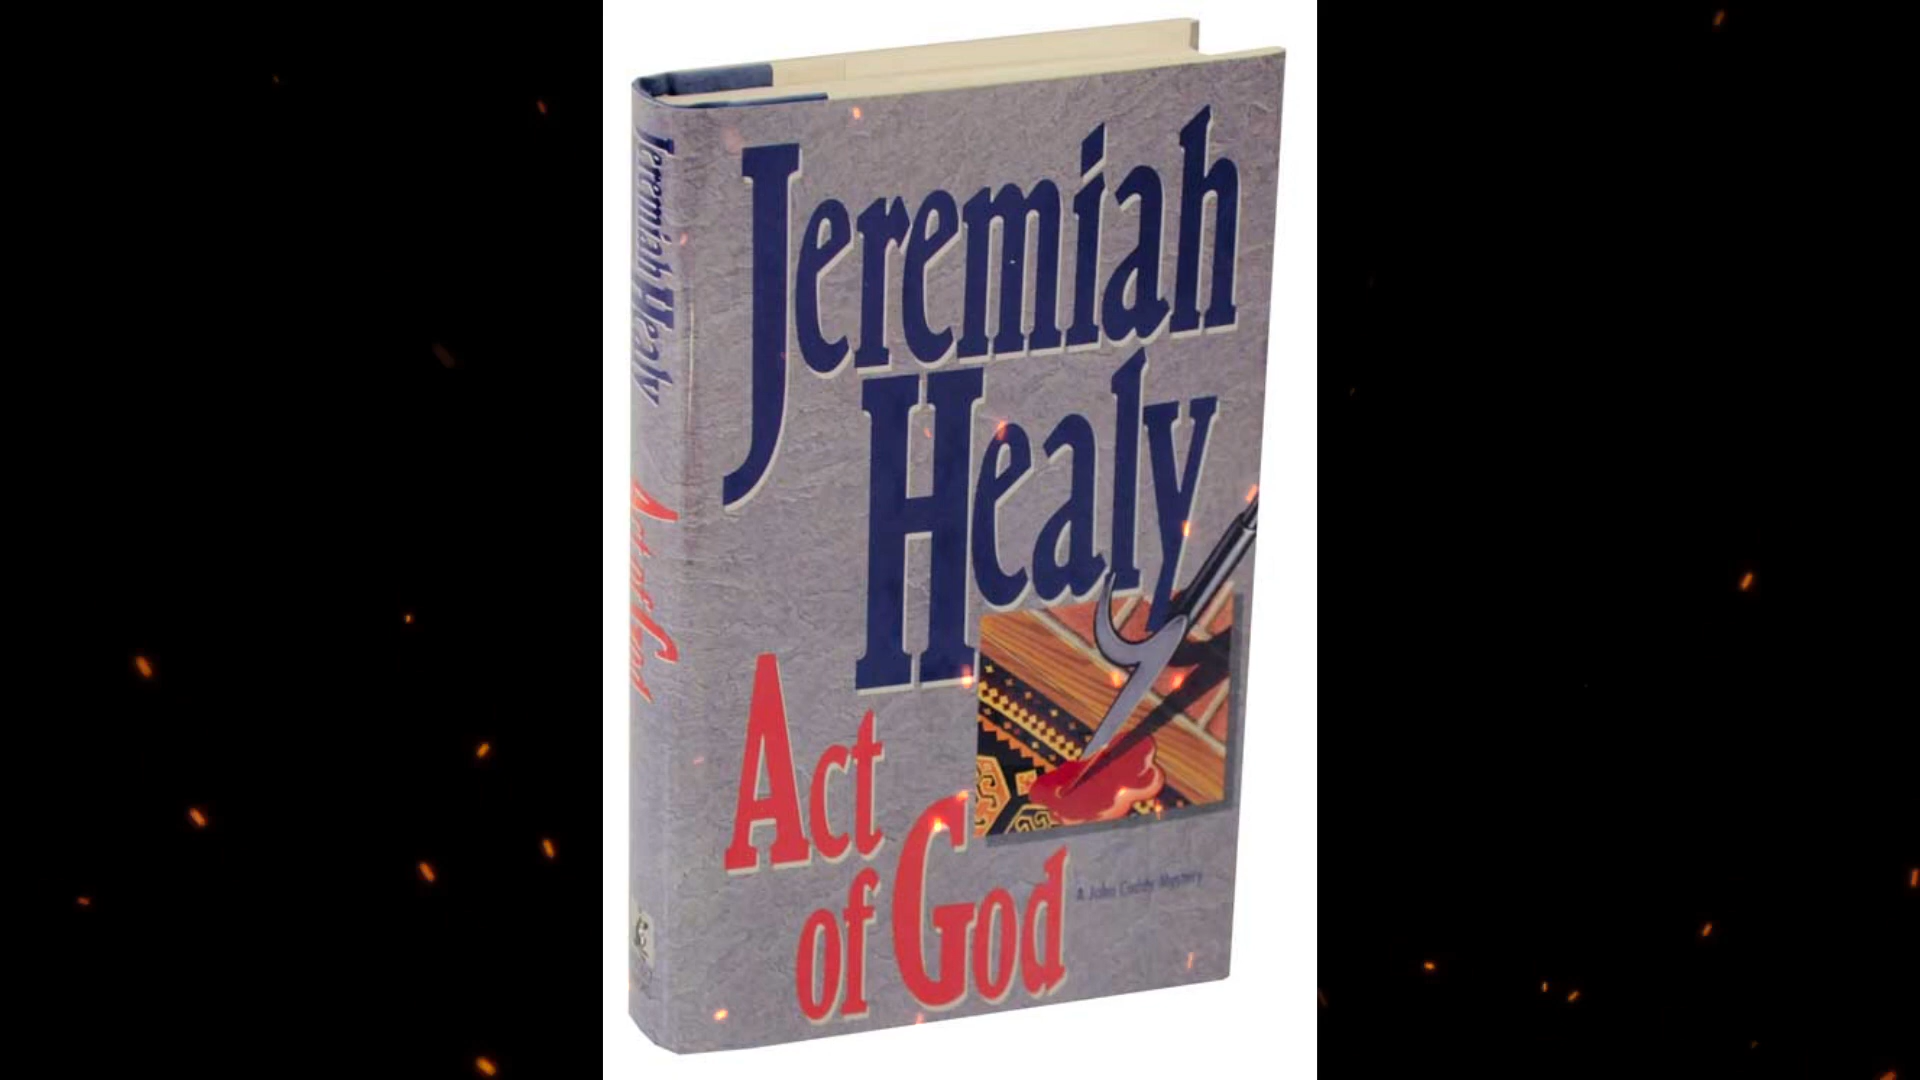 Jeremiah Healy Act of God
Jeremiah
Healy
Act
of God
A John Cuddy Mystery